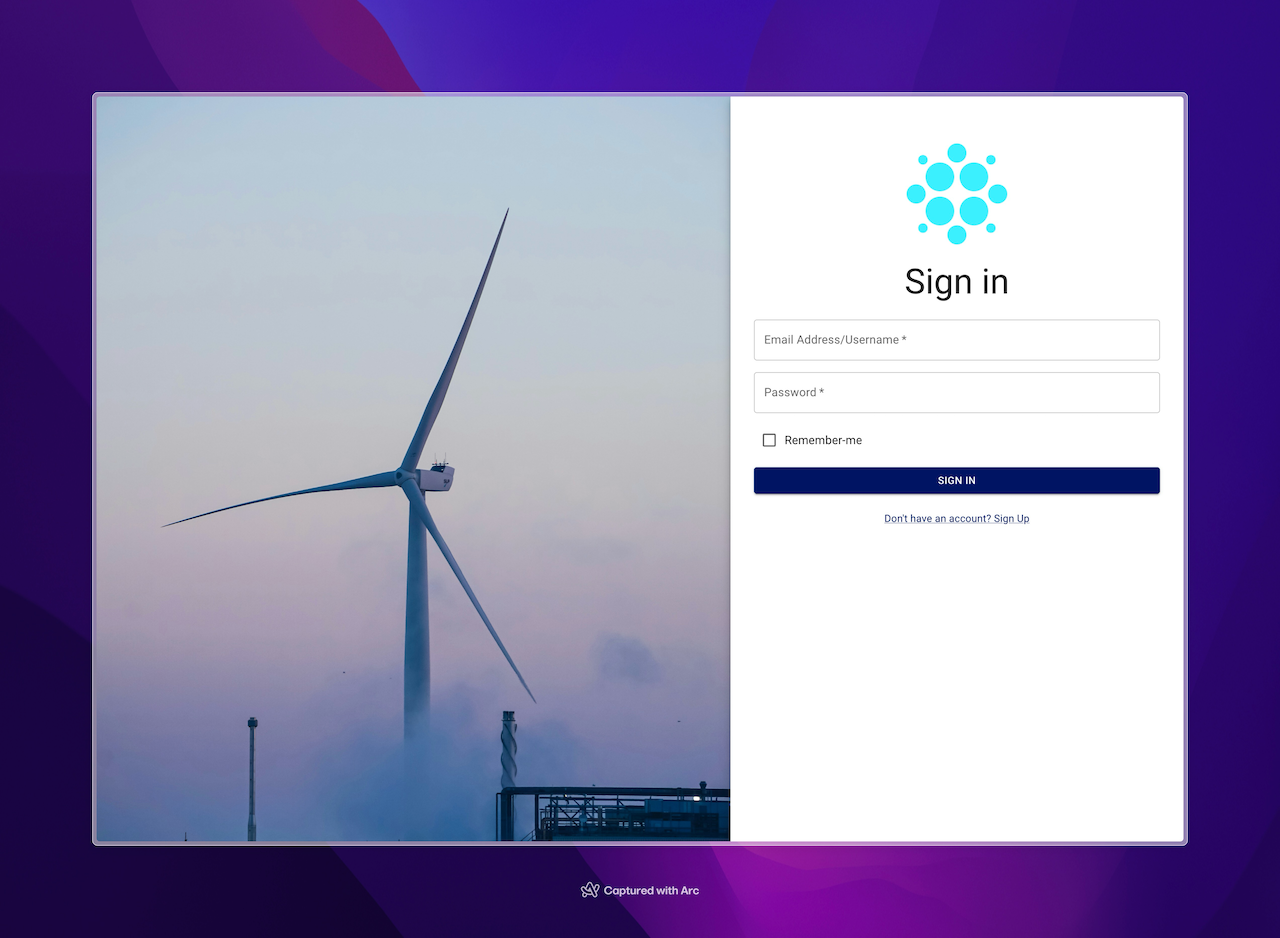 Sign in
Email Address/Username *
Password *
Remember-me
SIGN IN
Don't have an account? Sign Up
Captured with Arc